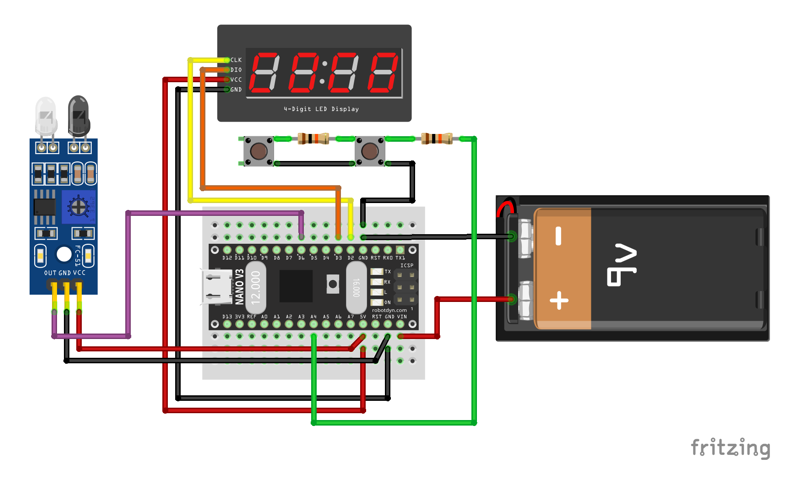 CLK
DIO
VCC
GND
4-Digit LED Display
FC-51
OUT GND VCC
D12 D11 D10 D9 D8 D7 D6 D5 D4 D3 D2 GND RST RX0 TX1
ICSP
NANO V3
12.000
16.000
TX
RX
L
ON
robotdyn.com
D13 3V3 REF A0 A1 A2 A3 A4 A5 A6 A7 5V RST GND VIN
-
+
9V
fritzing